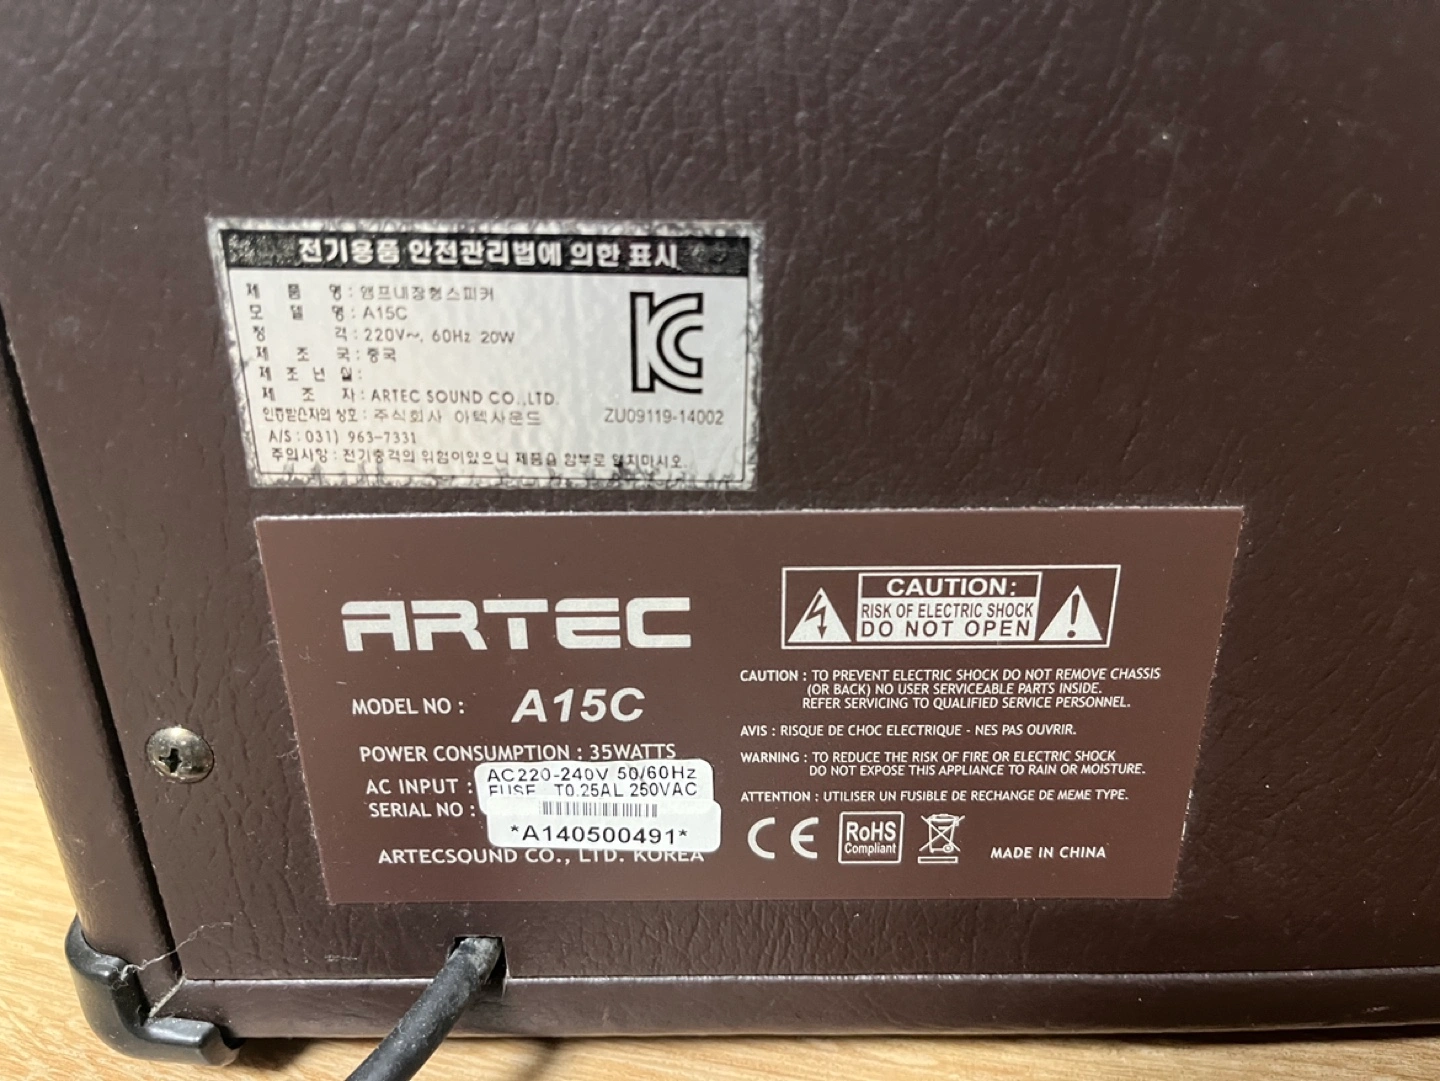 전기용품 안전관리법에 의한 표시
제 품 명 : 앰프내장형스피커
모 델 명 : A15C
정 격 : 220V~, 60Hz 20W
제 조 국 : 중국
제 조 년 월 :
제 조 자 : ARTEC SOUND CO.,LTD.
인증받은자의 상호 : 주식회사 아텍사운드
ZU09119-14002
A/S : 031) 963-7331
주의사항 : 전기충격의 위험이있으니 제품을 함부로 열지마시오.
ARTEC
MODEL NO : A15C
POWER CONSUMPTION : 35WATTS
AC INPUT : AC220-240V 50/60Hz
FUSE T0.25AL 250VAC
SERIAL NO :
*A140500491*
ARTECSOUND CO., LTD. KOREA
CAUTION:
RISK OF ELECTRIC SHOCK
DO NOT OPEN
CAUTION : TO PREVENT ELECTRIC SHOCK DO NOT REMOVE CHASSIS
(OR BACK) NO USER SERVICEABLE PARTS INSIDE.
REFER SERVICING TO QUALIFIED SERVICE PERSONNEL.
AVIS : RISQUE DE CHOC ELECTRIQUE - NES PAS OUVRIR.
WARNING : TO REDUCE THE RISK OF FIRE OR ELECTRIC SHOCK
DO NOT EXPOSE THIS APPLIANCE TO RAIN OR MOISTURE.
ATTENTION : UTILISER UN FUSIBLE DE RECHANGE DE MEME TYPE.
CE
RoHS
Compliant
MADE IN CHINA